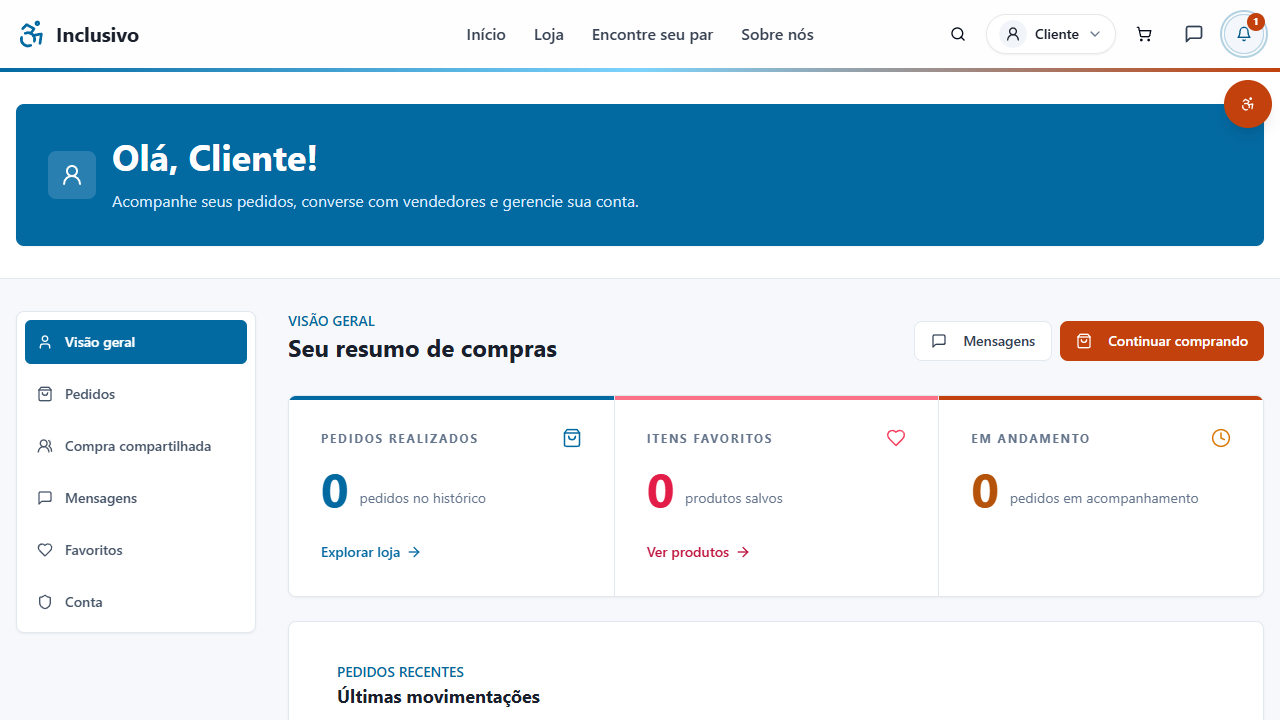 Inclusivo
Início
Loja
Encontre seu par
Sobre nós
Cliente
1
Olá, Cliente!
Acompanhe seus pedidos, converse com vendedores e gerencie sua conta.
Visão geral
Pedidos
Compra compartilhada
Mensagens
Favoritos
Conta
VISÃO GERAL
Seu resumo de compras
Mensagens
Continuar comprando
PEDIDOS REALIZADOS
0 pedidos no histórico
Explorar loja
ITENS FAVORITOS
0 produtos salvos
Ver produtos
EM ANDAMENTO
0 pedidos em acompanhamento
PEDIDOS RECENTES
Últimas movimentações